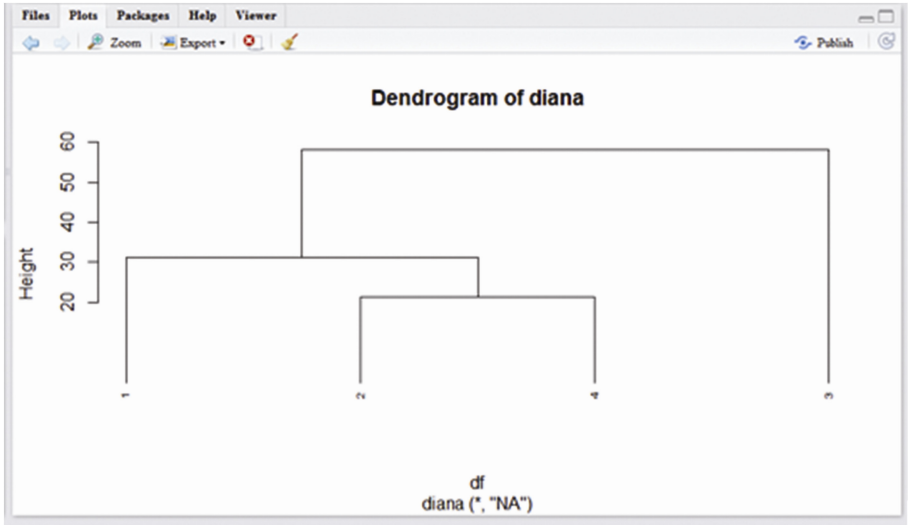 Files Plots Packages Help Viewer
Zoom Export Publish
Dendrogram of diana
Height
60
50
40
30
20
1 2 4 3
df
diana (*, "NA")